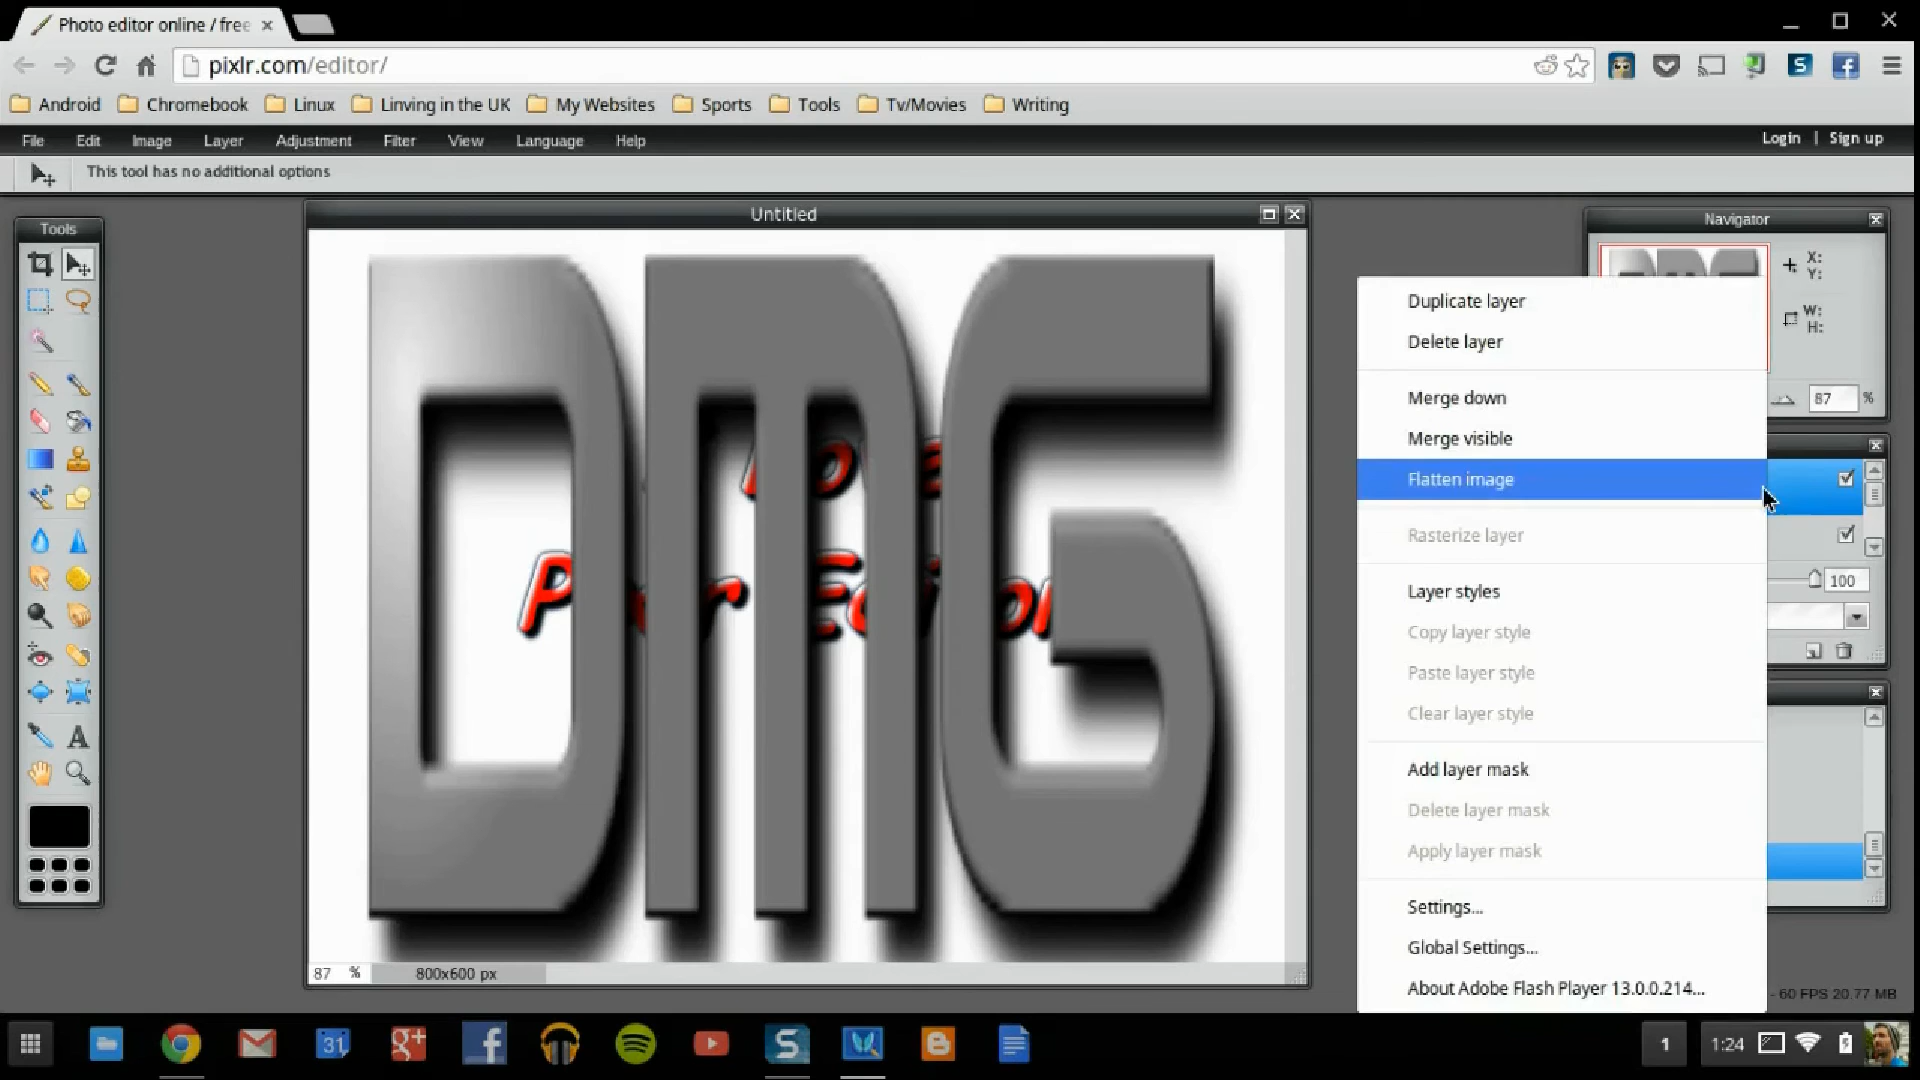 Photo editor online / free
pixlr.com/editor/
Android Chromebook Linux Linving in the UK My Websites Sports Tools Tv/Movies Writing
File Edit Image Layer Adjustment Filter View Language Help Login | Sign up
This tool has no additional options
Tools
Untitled
Navigator
X:
Y:
W:
H:
87 %
DMG
Duplicate layer
Delete layer
Merge down
Merge visible
Flatten image
Rasterize layer
Layer styles
Copy layer style
Paste layer style
Clear layer style
Add layer mask
Delete layer mask
Apply layer mask
Settings...
Global Settings...
About Adobe Flash Player 13.0.0.214...
100
87 % 800x600 px
- 60 FPS 20.77 MB
31 g+ f S 1 1:24